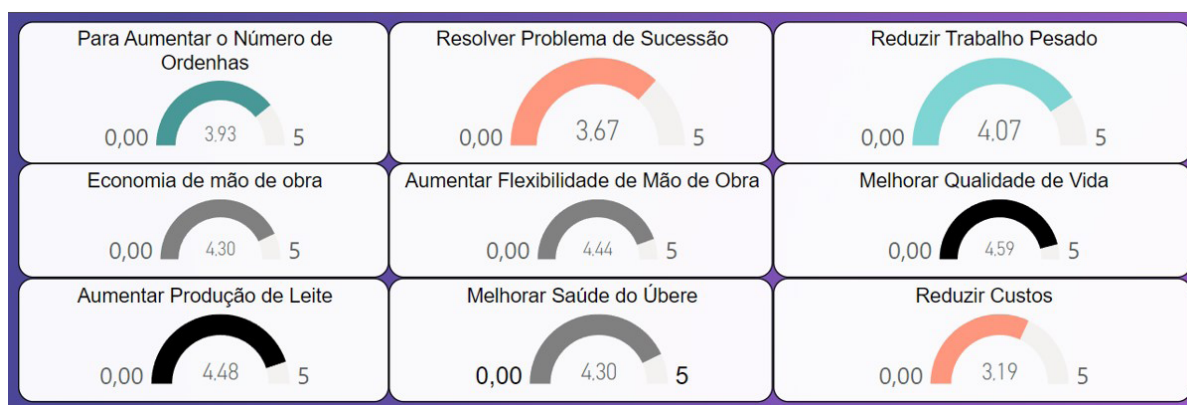 Para Aumentar o Número de
Ordenhas
0,00 3,93 5
Resolver Problema de Sucessão
0,00 3,67 5
Reduzir Trabalho Pesado
0,00 4,07 5
Economia de mão de obra
0,00 4,30 5
Aumentar Flexibilidade de Mão de Obra
0,00 4,44 5
Melhorar Qualidade de Vida
0,00 4,59 5
Aumentar Produção de Leite
0,00 4,48 5
Melhorar Saúde do Úbere
0,00 4,30 5
Reduzir Custos
0,00 3,19 5